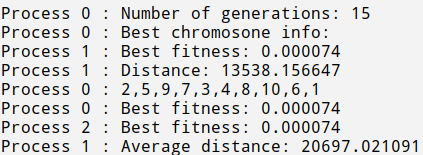 Process 0 : Number of generations: 15
Process 0 : Best chromosone info:
Process 1 : Best fitness: 0.000074
Process 1 : Distance: 13538.156647
Process 0 : 2,5,9,7,3,4,8,10,6,1
Process 0 : Best fitness: 0.000074
Process 2 : Best fitness: 0.000074
Process 1 : Average distance: 20697.021091